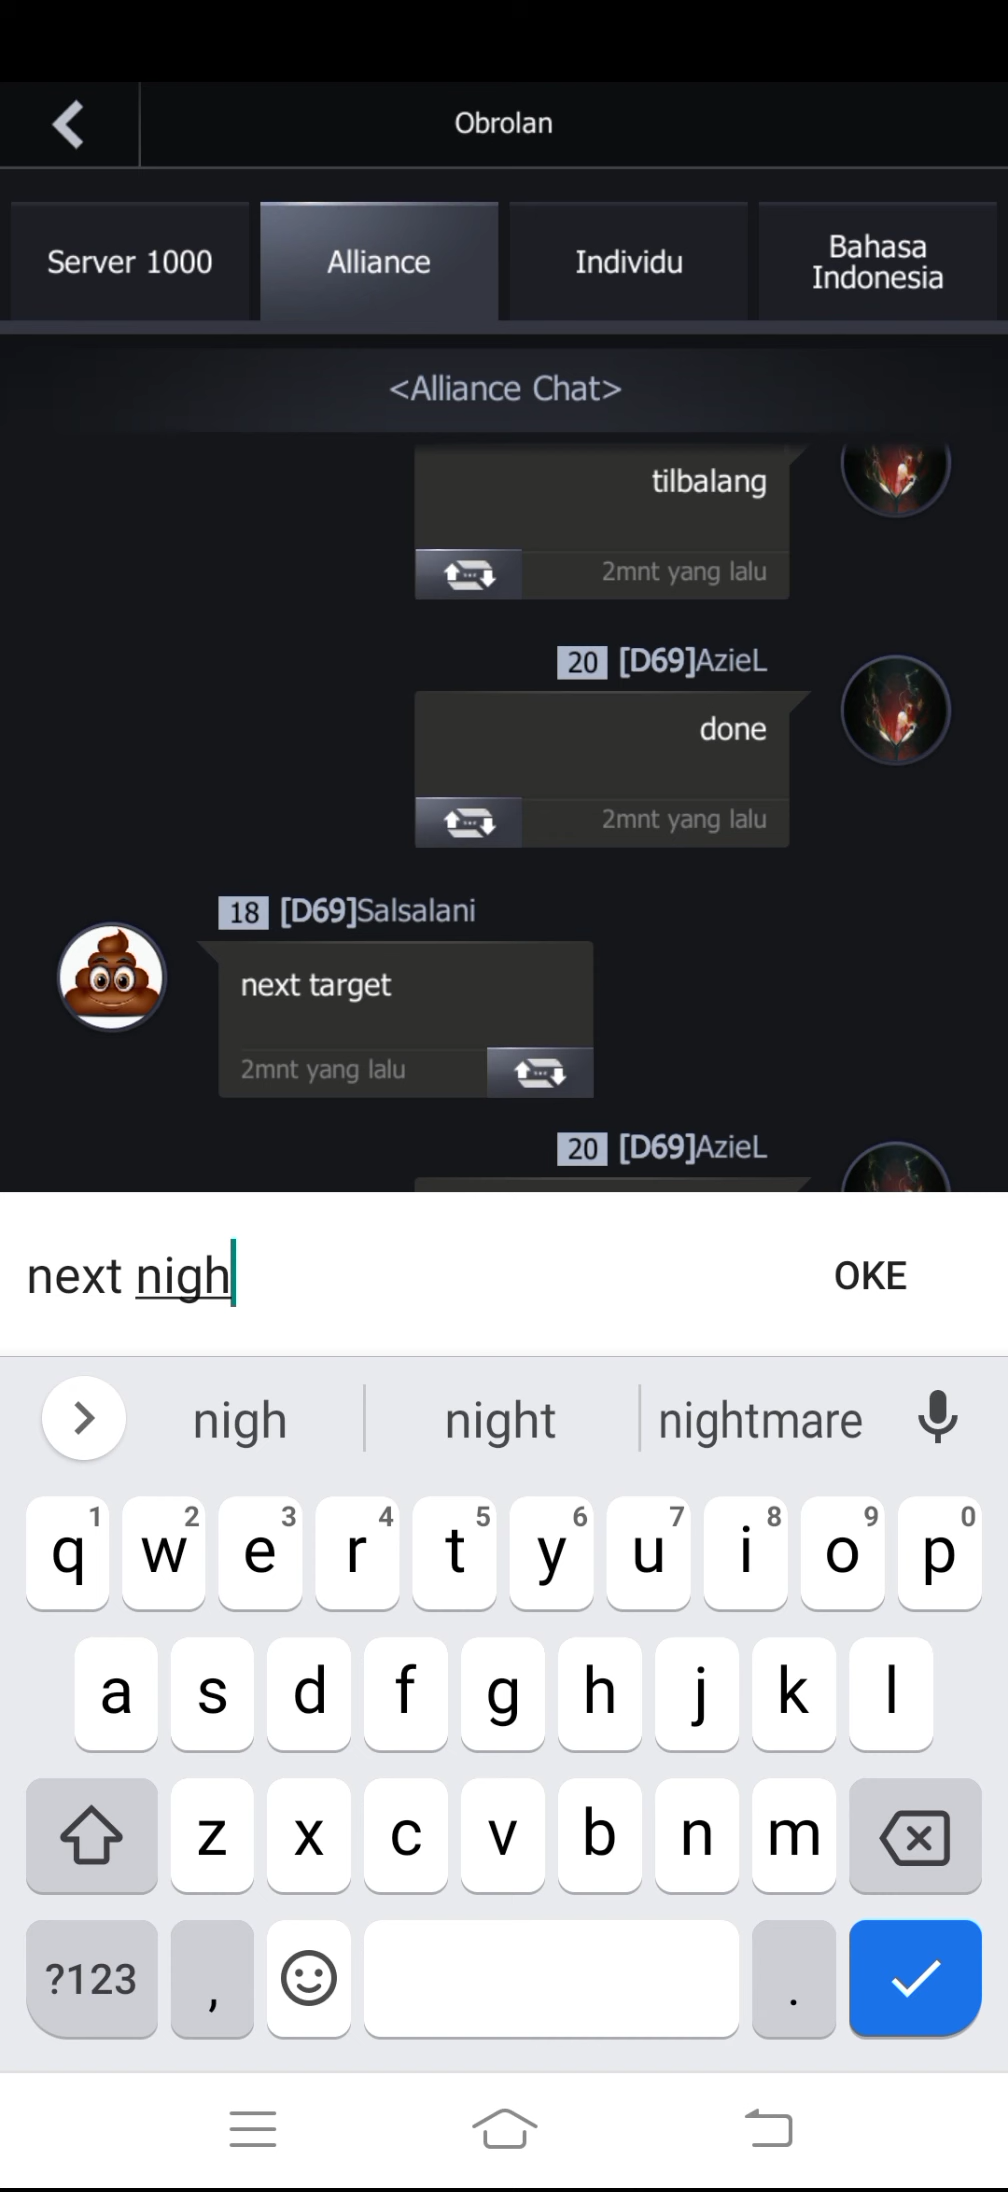 Obrolan
Server 1000
Alliance
Individu
Bahasa
Indonesia
<Alliance Chat>
tilbalang
2mnt yang lalu
20 [D69]AzieL
done
2mnt yang lalu
18 [D69]Salsalani
next target
2mnt yang lalu
20 [D69]AzieL
next nigh
OKE
nigh night nightmare
1 2 3 4 5 6 7 8 9 0
q w e r t y u i o p
a s d f g h j k l
z x c v b n m
?123 , .